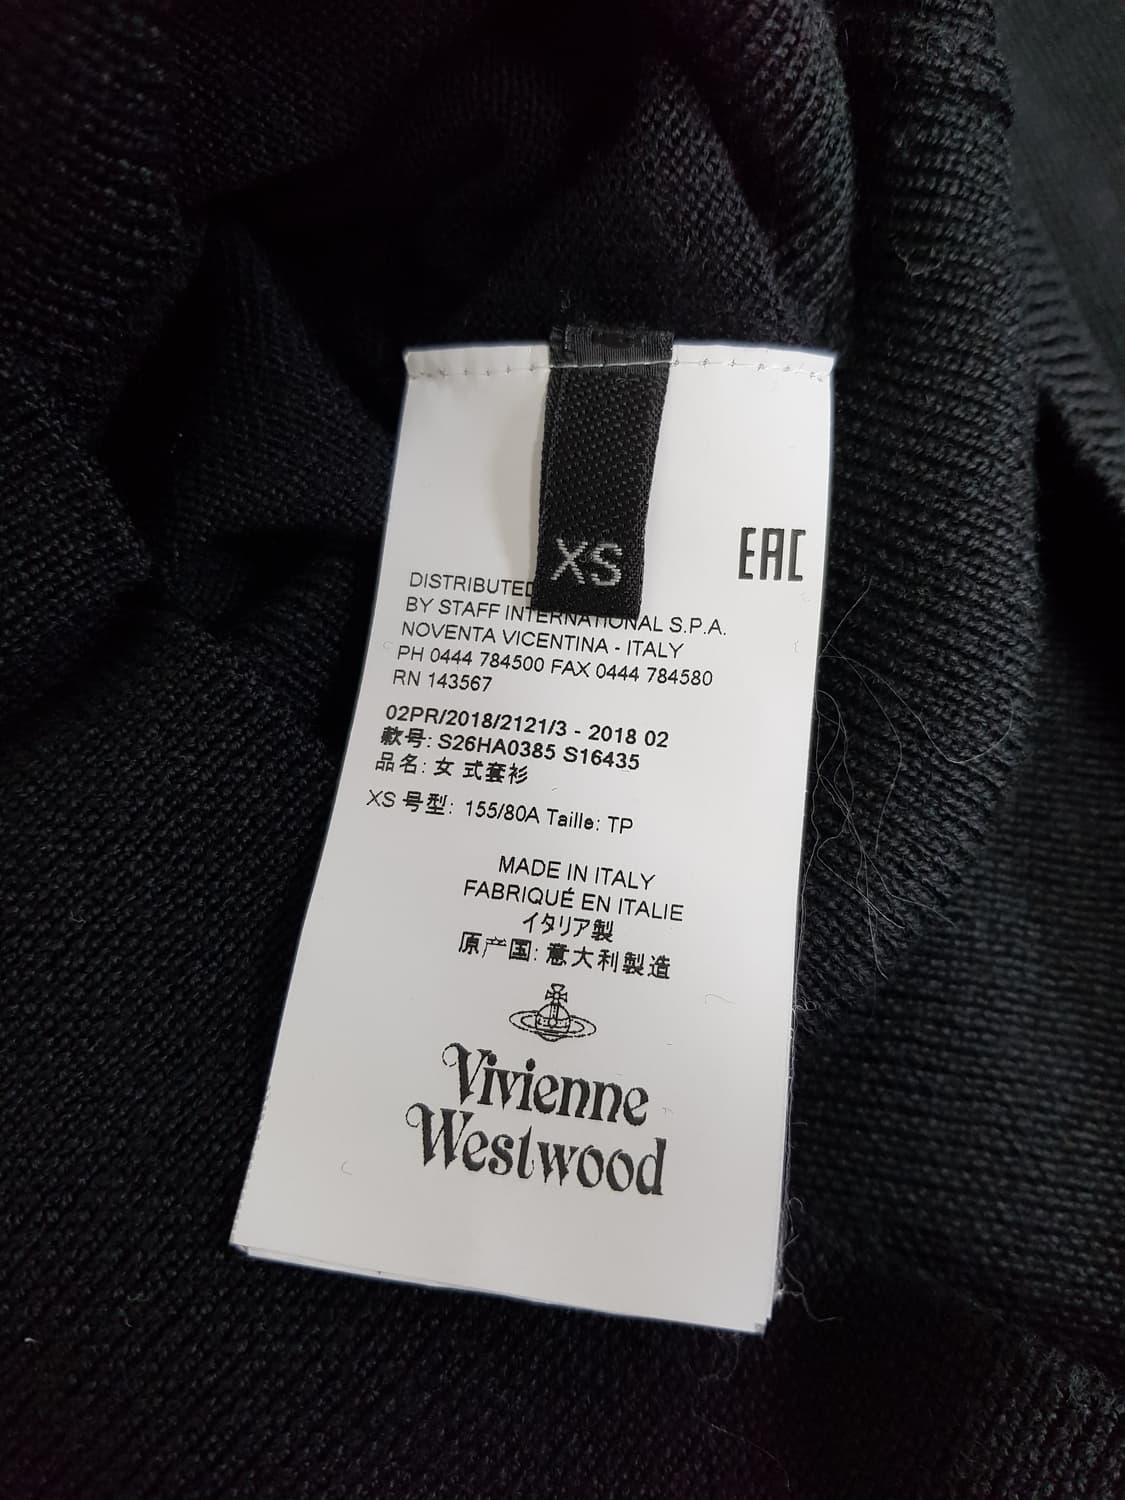 XS
EAC
DISTRIBUTED
BY STAFF INTERNATIONAL S.P.A.
NOVENTA VICENTINA - ITALY
PH 0444 784500 FAX 0444 784580
RN 143567
02PR/2018/2121/3 - 2018 02
款号: S26HA0385 S16435
品名: 女 式套衫
XS 号型: 155/80A Taille: TP
MADE IN ITALY
FABRIQUÉ EN ITALIE
イタリア製
原产国: 意大利製造
Vivienne
Westwood